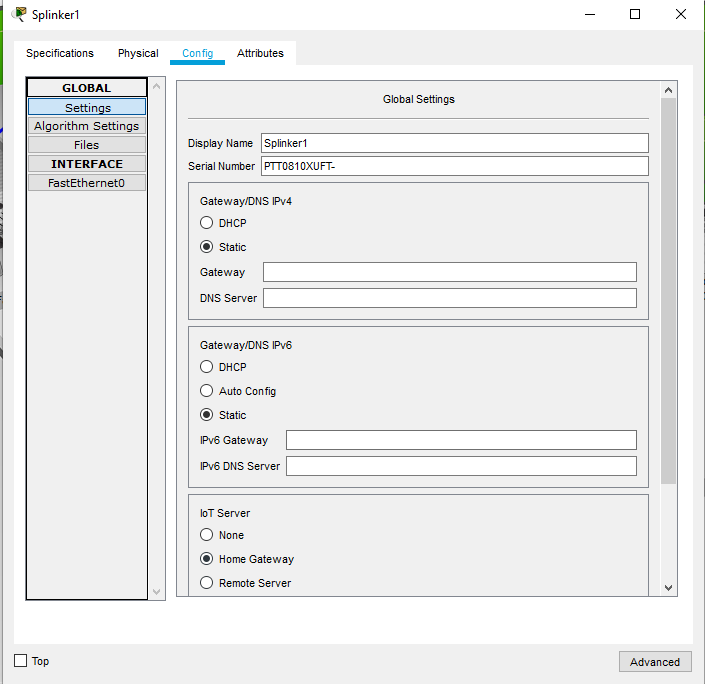 Splinker1
Specifications Physical Config Attributes
GLOBAL
Settings
Algorithm Settings
Files
INTERFACE
FastEthernet0
Global Settings
Display Name Splinker1
Serial Number PTT0810XUFT-
Gateway/DNS IPv4
DHCP
Static
Gateway
DNS Server
Gateway/DNS IPv6
DHCP
Auto Config
Static
IPv6 Gateway
IPv6 DNS Server
IoT Server
None
Home Gateway
Remote Server
Top
Advanced